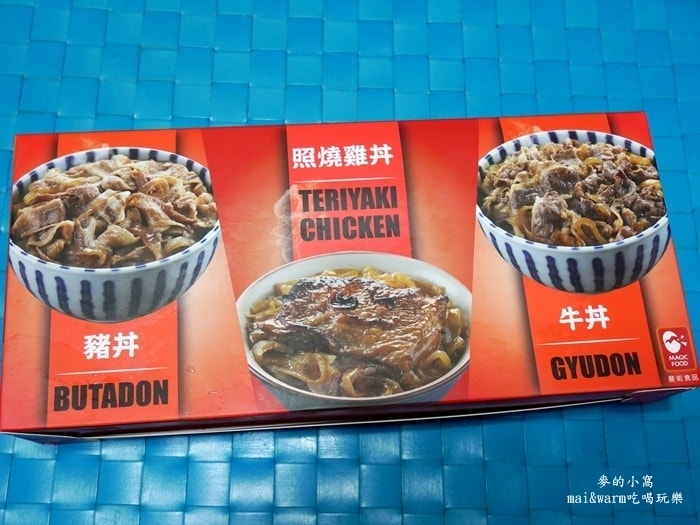 照燒雞丼
TERIYAKI
CHICKEN
豬丼
BUTADON
牛丼
GYUDON
MAGIC
FOOD
魔術食品
麥的小窩
mai&warm吃喝玩樂